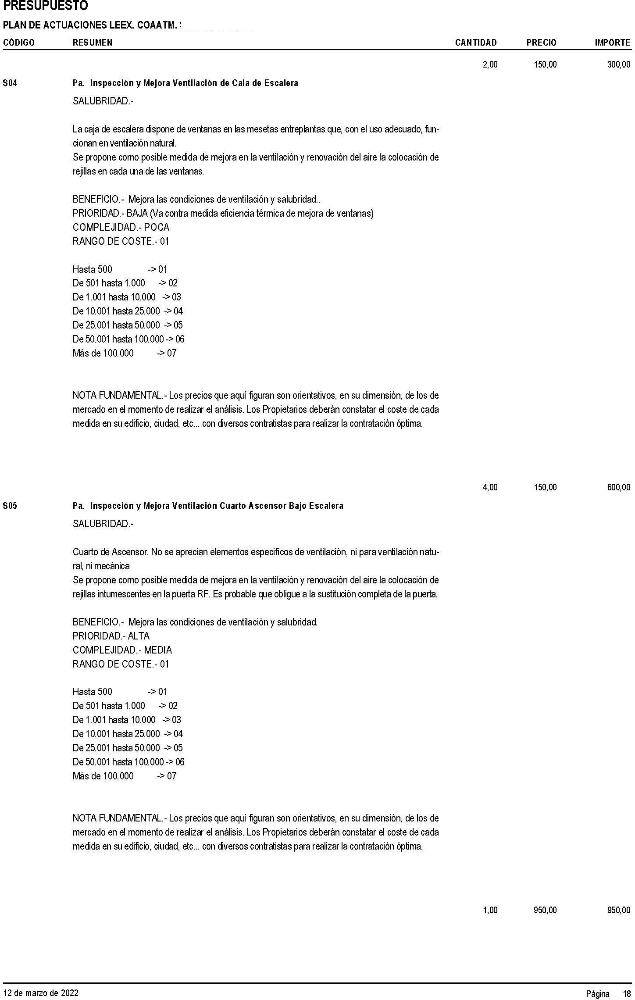 PRESUPUESTO
PLAN DE ACTUACIONES LEEX. COAATM.
CÓDIGO RESUMEN CANTIDAD PRECIO IMPORTE
2,00 150,00 300,00
S04 Pa. Inspección y Mejora Ventilación de Cala de Escalera
SALUBRIDAD.-
La caja de escalera dispone de ventanas en las mesetas entreplantas que, con el uso adecuado, fun-
cionan en ventilación natural.
Se propone como posible medida de mejora en la ventilación y renovación del aire la colocación de
rejillas en cada una de las ventanas.
BENEFICIO.- Mejora las condiciones de ventilación y salubridad..
PRIORIDAD.- BAJA (Va contra medida eficiencia térmica de mejora de ventanas)
COMPLEJIDAD.- POCA
RANGO DE COSTE.- 01
Hasta 500 -> 01
De 501 hasta 1.000 -> 02
De 1.001 hasta 10.000 -> 03
De 10.001 hasta 25.000 -> 04
De 25.001 hasta 50.000 -> 05
De 50.001 hasta 100.000 -> 06
Más de 100.000 -> 07
NOTA FUNDAMENTAL.- Los precios que aquí figuran son orientativos, en su dimensión, de los de
mercado en el momento de realizar el análisis. Los Propietarios deberán constatar el coste de cada
medida en su edificio, ciudad, etc... con diversos contratistas para realizar la contratación óptima.
4,00 150,00 600,00
S05 Pa. Inspección y Mejora Ventilación Cuarto Ascensor Bajo Escalera
SALUBRIDAD.-
Cuarto de Ascensor. No se aprecian elementos específicos de ventilación, ni para ventilación natu-
ral, ni mecánica
Se propone como posible medida de mejora en la ventilación y renovación del aire la colocación de
rejillas intumescentes en la puerta RF. Es probable que obligue a la sustitución completa de la puerta.
BENEFICIO.- Mejora las condiciones de ventilación y salubridad.
PRIORIDAD.- ALTA
COMPLEJIDAD.- MEDIA
RANGO DE COSTE.- 01
Hasta 500 -> 01
De 501 hasta 1.000 -> 02
De 1.001 hasta 10.000 -> 03
De 10.001 hasta 25.000 -> 04
De 25.001 hasta 50.000 -> 05
De 50.001 hasta 100.000 -> 06
Más de 100.000 -> 07
NOTA FUNDAMENTAL.- Los precios que aquí figuran son orientativos, en su dimensión, de los de
mercado en el momento de realizar el análisis. Los Propietarios deberán constatar el coste de cada
medida en su edificio, ciudad, etc... con diversos contratistas para realizar la contratación óptima.
1,00 950,00 950,00
12 de marzo de 2022 Página 18